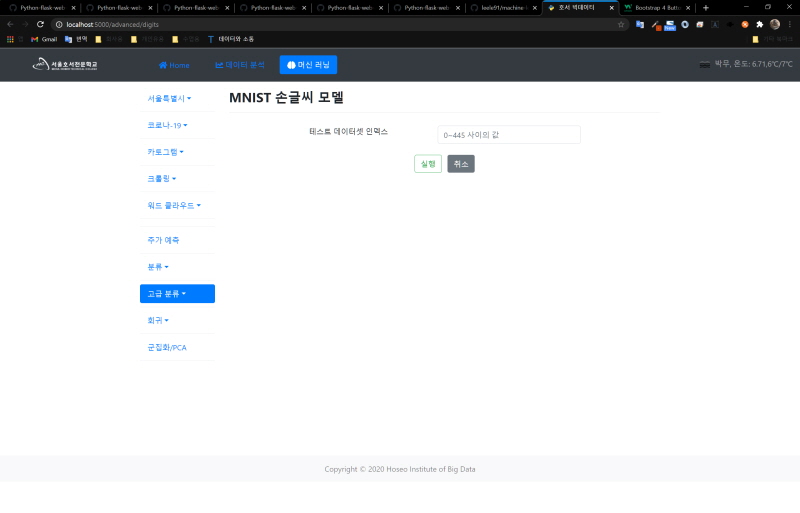 Python-flask-web
Python-flask-web
Python-flask-web
Python-flask-web
Python-flask-web
Python-flask-web
leele91/machine-l
호서 빅데이터
Bootstrap 4 Butto
localhost:5000/advanced/digits
앱
Gmail
번역
데이터와 소통
서울호서전문학교
Home
데이터 분석
머신 러닝
박무, 온도: 6.71,6℃/7℃
서울특별시
코로나-19
카토그램
크롤링
워드 클라우드
주가 예측
분류
고급 분류
회귀
군집화/PCA
MNIST 손글씨 모델
테스트 데이터셋 인덱스
0~445 사이의 값
실행
취소
Copyright © 2020 Hoseo Institute of Big Data